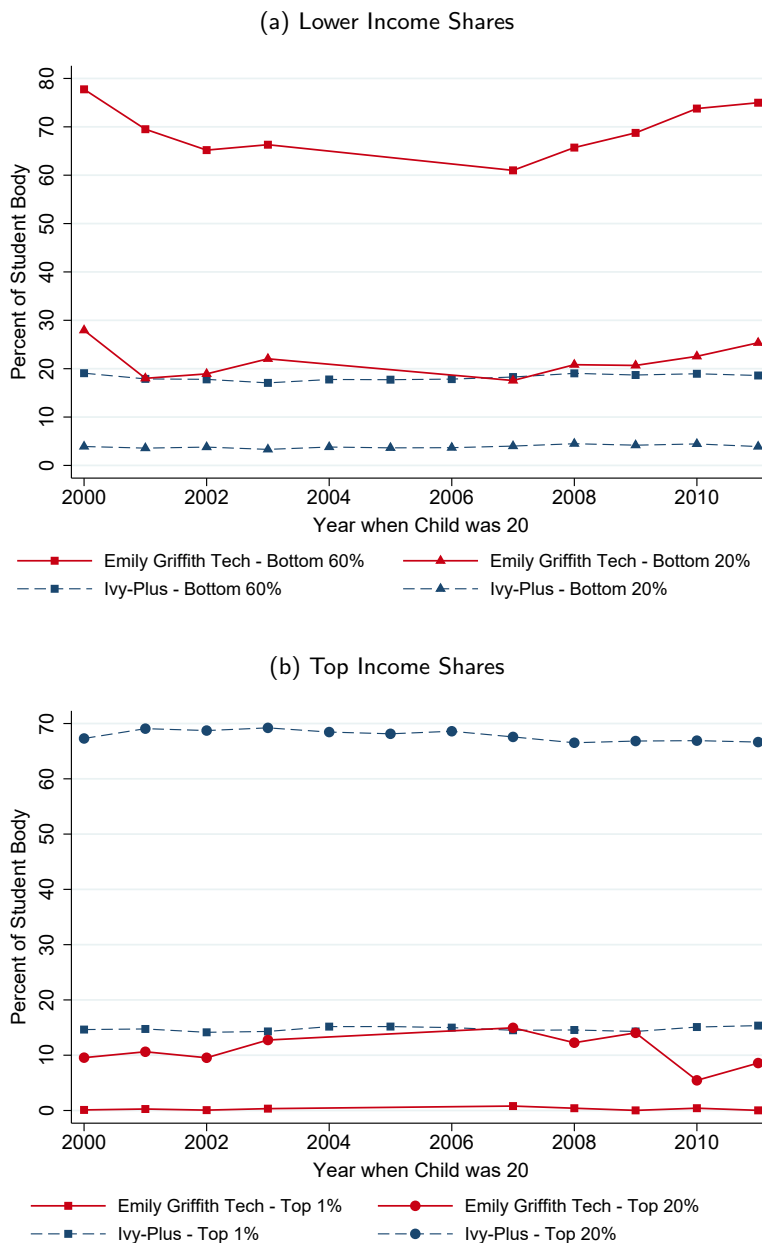 (a) Lower Income Shares
Percent of Student Body
80
70
60
50
40
30
20
10
0
2000 2002 2004 2006 2008 2010
Year when Child was 20
Emily Griffith Tech - Bottom 60% Emily Griffith Tech - Bottom 20%
Ivy-Plus - Bottom 60% Ivy-Plus - Bottom 20%
(b) Top Income Shares
Percent of Student Body
70
60
50
40
30
20
10
0
2000 2002 2004 2006 2008 2010
Year when Child was 20
Emily Griffith Tech - Top 1% Emily Griffith Tech - Top 20%
Ivy-Plus - Top 1% Ivy-Plus - Top 20%